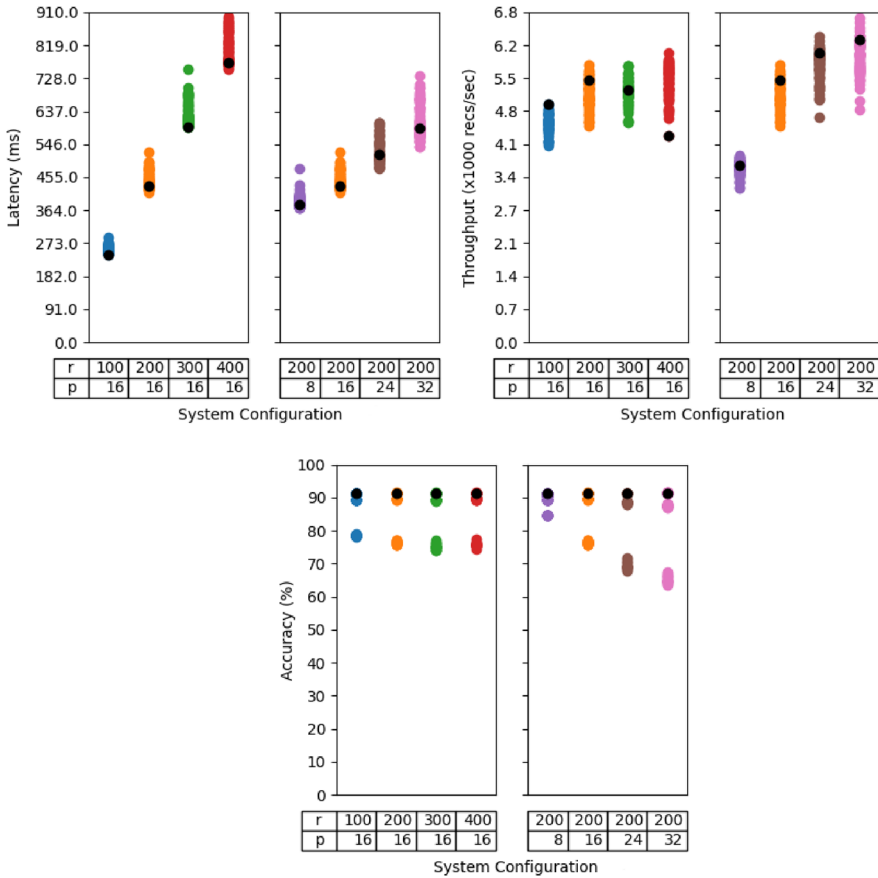 Latency (ms)
910.0
819.0
728.0
637.0
546.0
455.0
364.0
273.0
182.0
91.0
0.0
r 100 200 300 400
p 16 16 16 16
200 200 200 200
8 16 24 32
System Configuration
Throughput (x1000 recs/sec)
6.8
6.2
5.5
4.8
4.1
3.4
2.7
2.1
1.4
0.7
0.0
r 100 200 300 400
p 16 16 16 16
200 200 200 200
8 16 24 32
System Configuration
Accuracy (%)
100
90
80
70
60
50
40
30
20
10
0
r 100 200 300 400
p 16 16 16 16
200 200 200 200
8 16 24 32
System Configuration